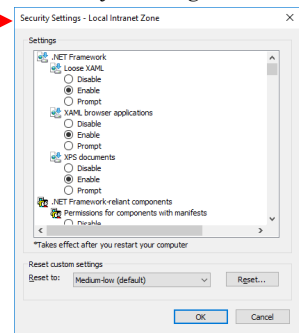 Security Settings - Local Intranet Zone
Settings
.NET Framework
Loose XAML
Disable
Enable
Prompt
XAML browser applications
Disable
Enable
Prompt
XPS documents
Disable
Enable
Prompt
.NET Framework-reliant components
Permissions for components with manifests
Disable
*Takes effect after you restart your computer
Reset custom settings
Reset to: Medium-low (default) Reset...
OK Cancel